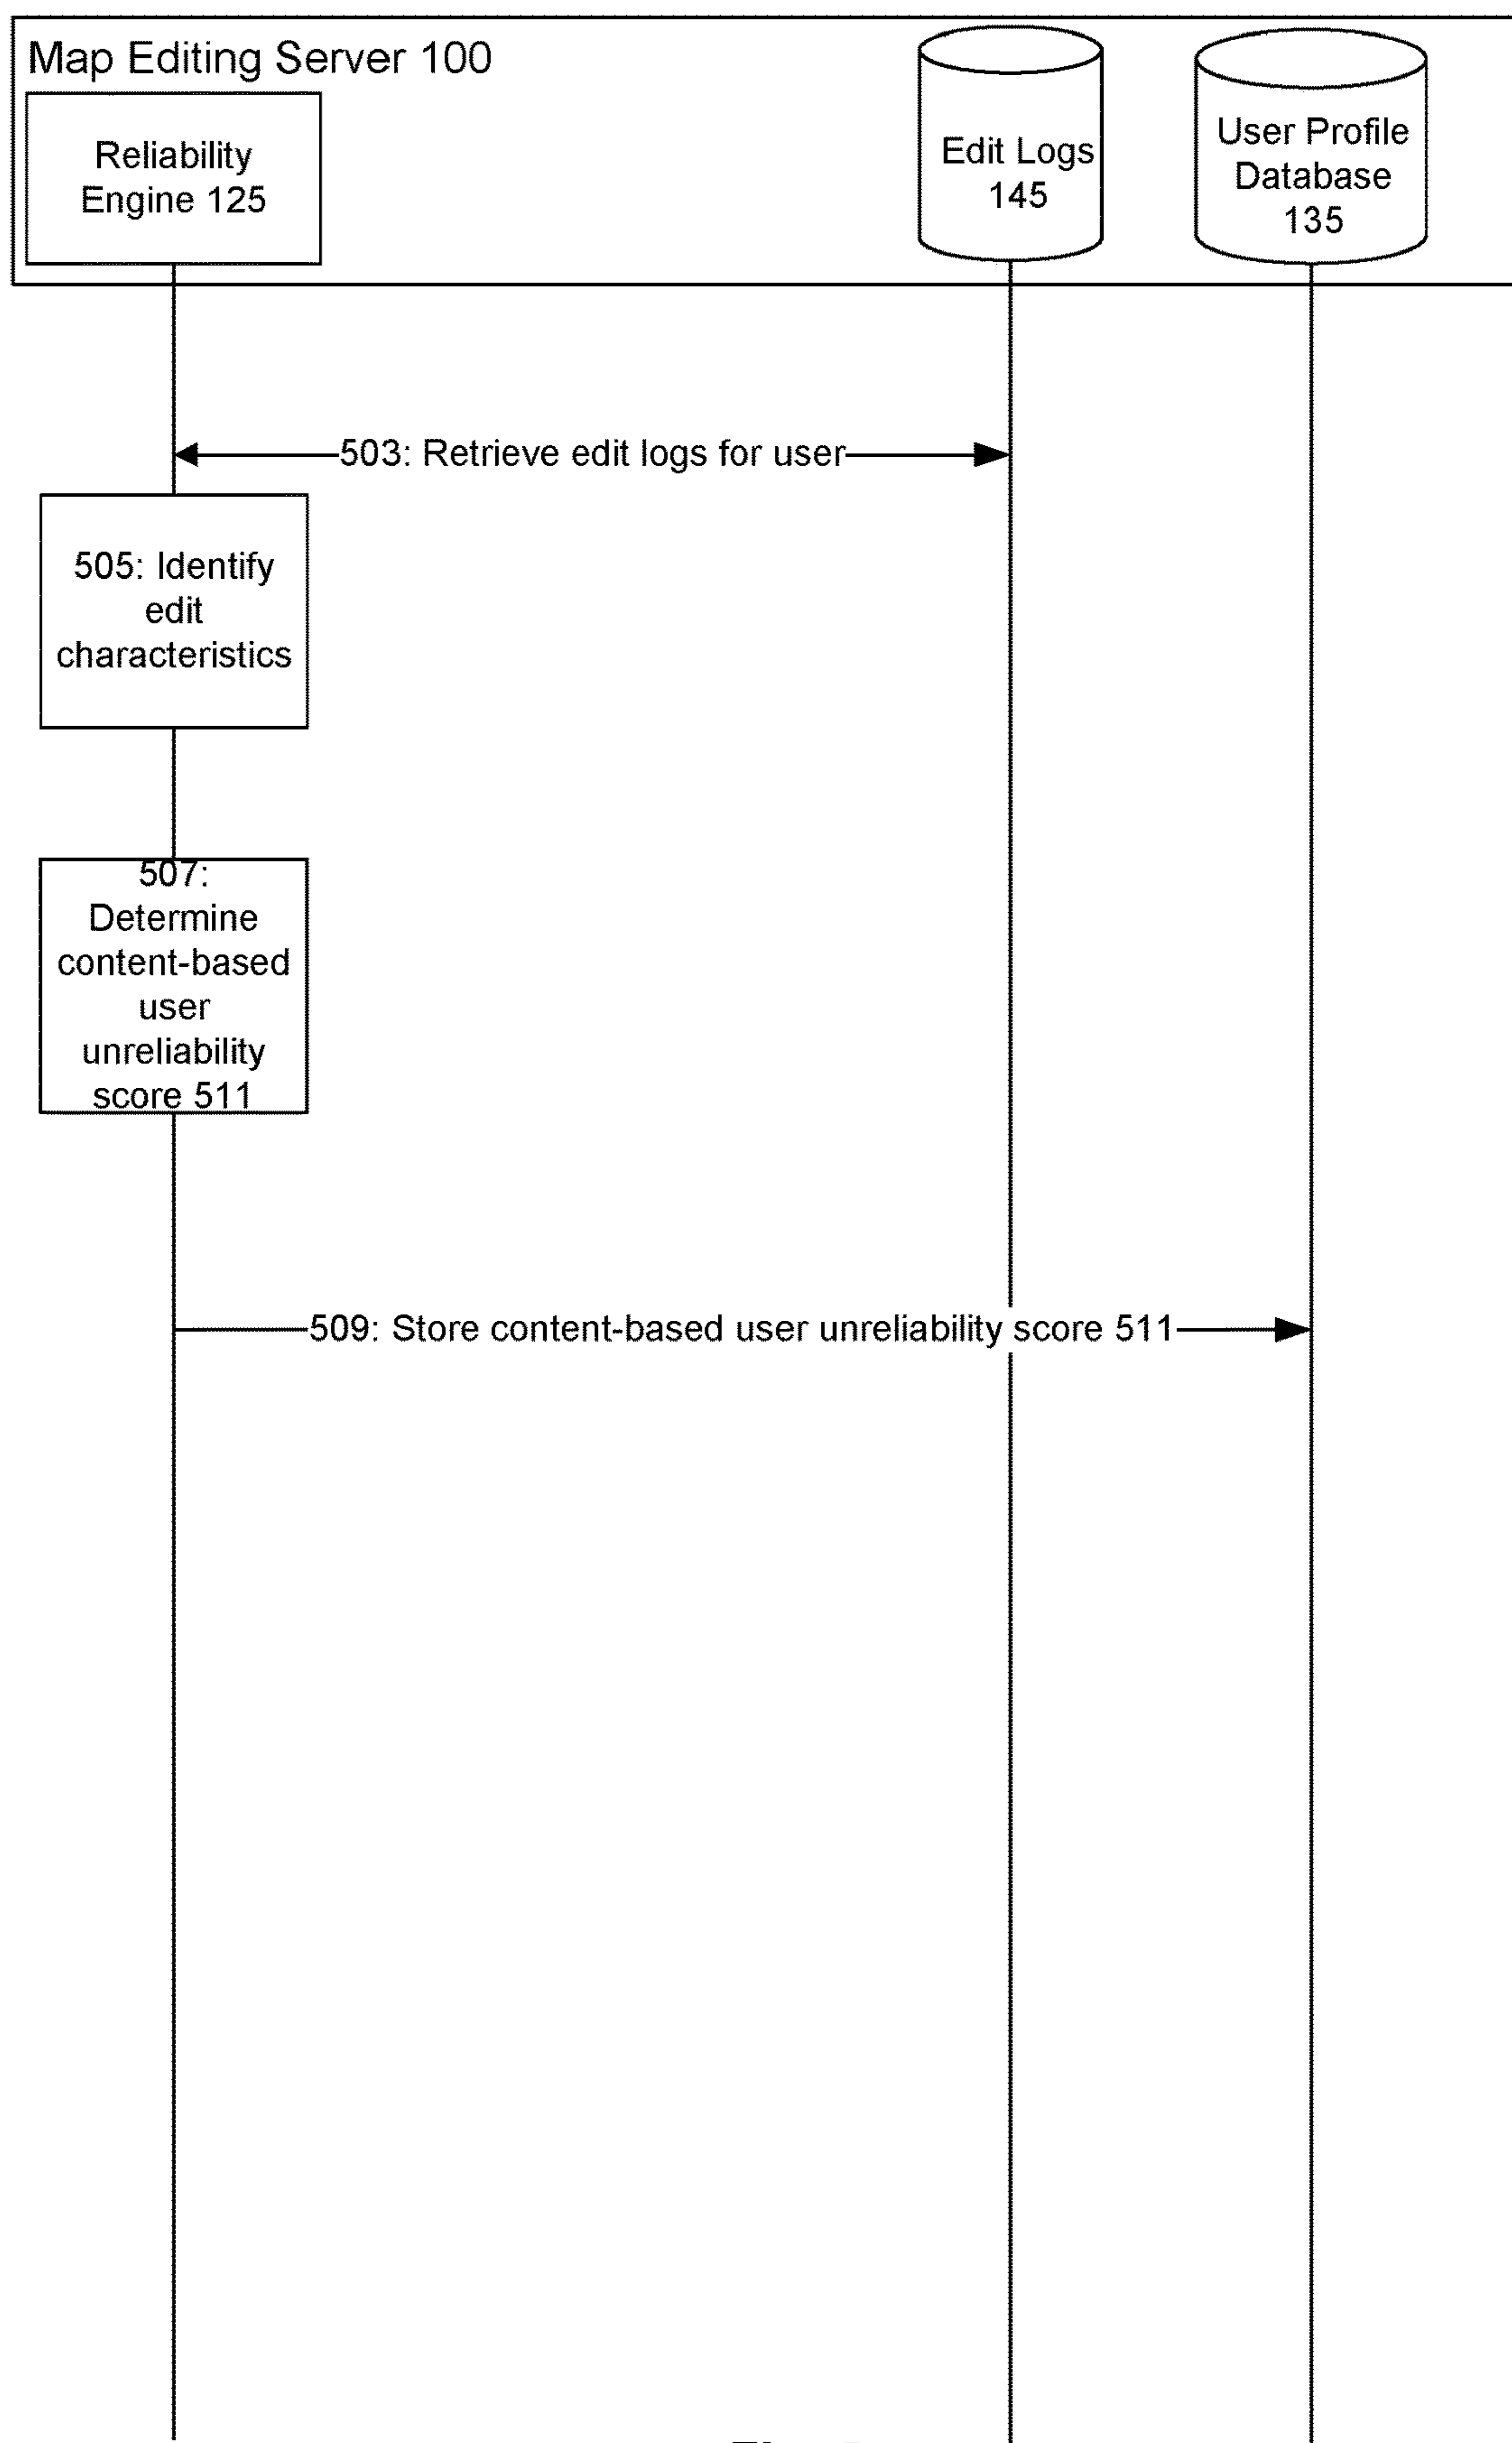 Map Editing Server 100
Reliability
Engine 125
Edit Logs
145
User Profile
Database
135
503: Retrieve edit logs for user
505: Identify
edit
characteristics
507:
Determine
content-based
user
unreliability
score 511
509: Store content-based user unreliability score 511